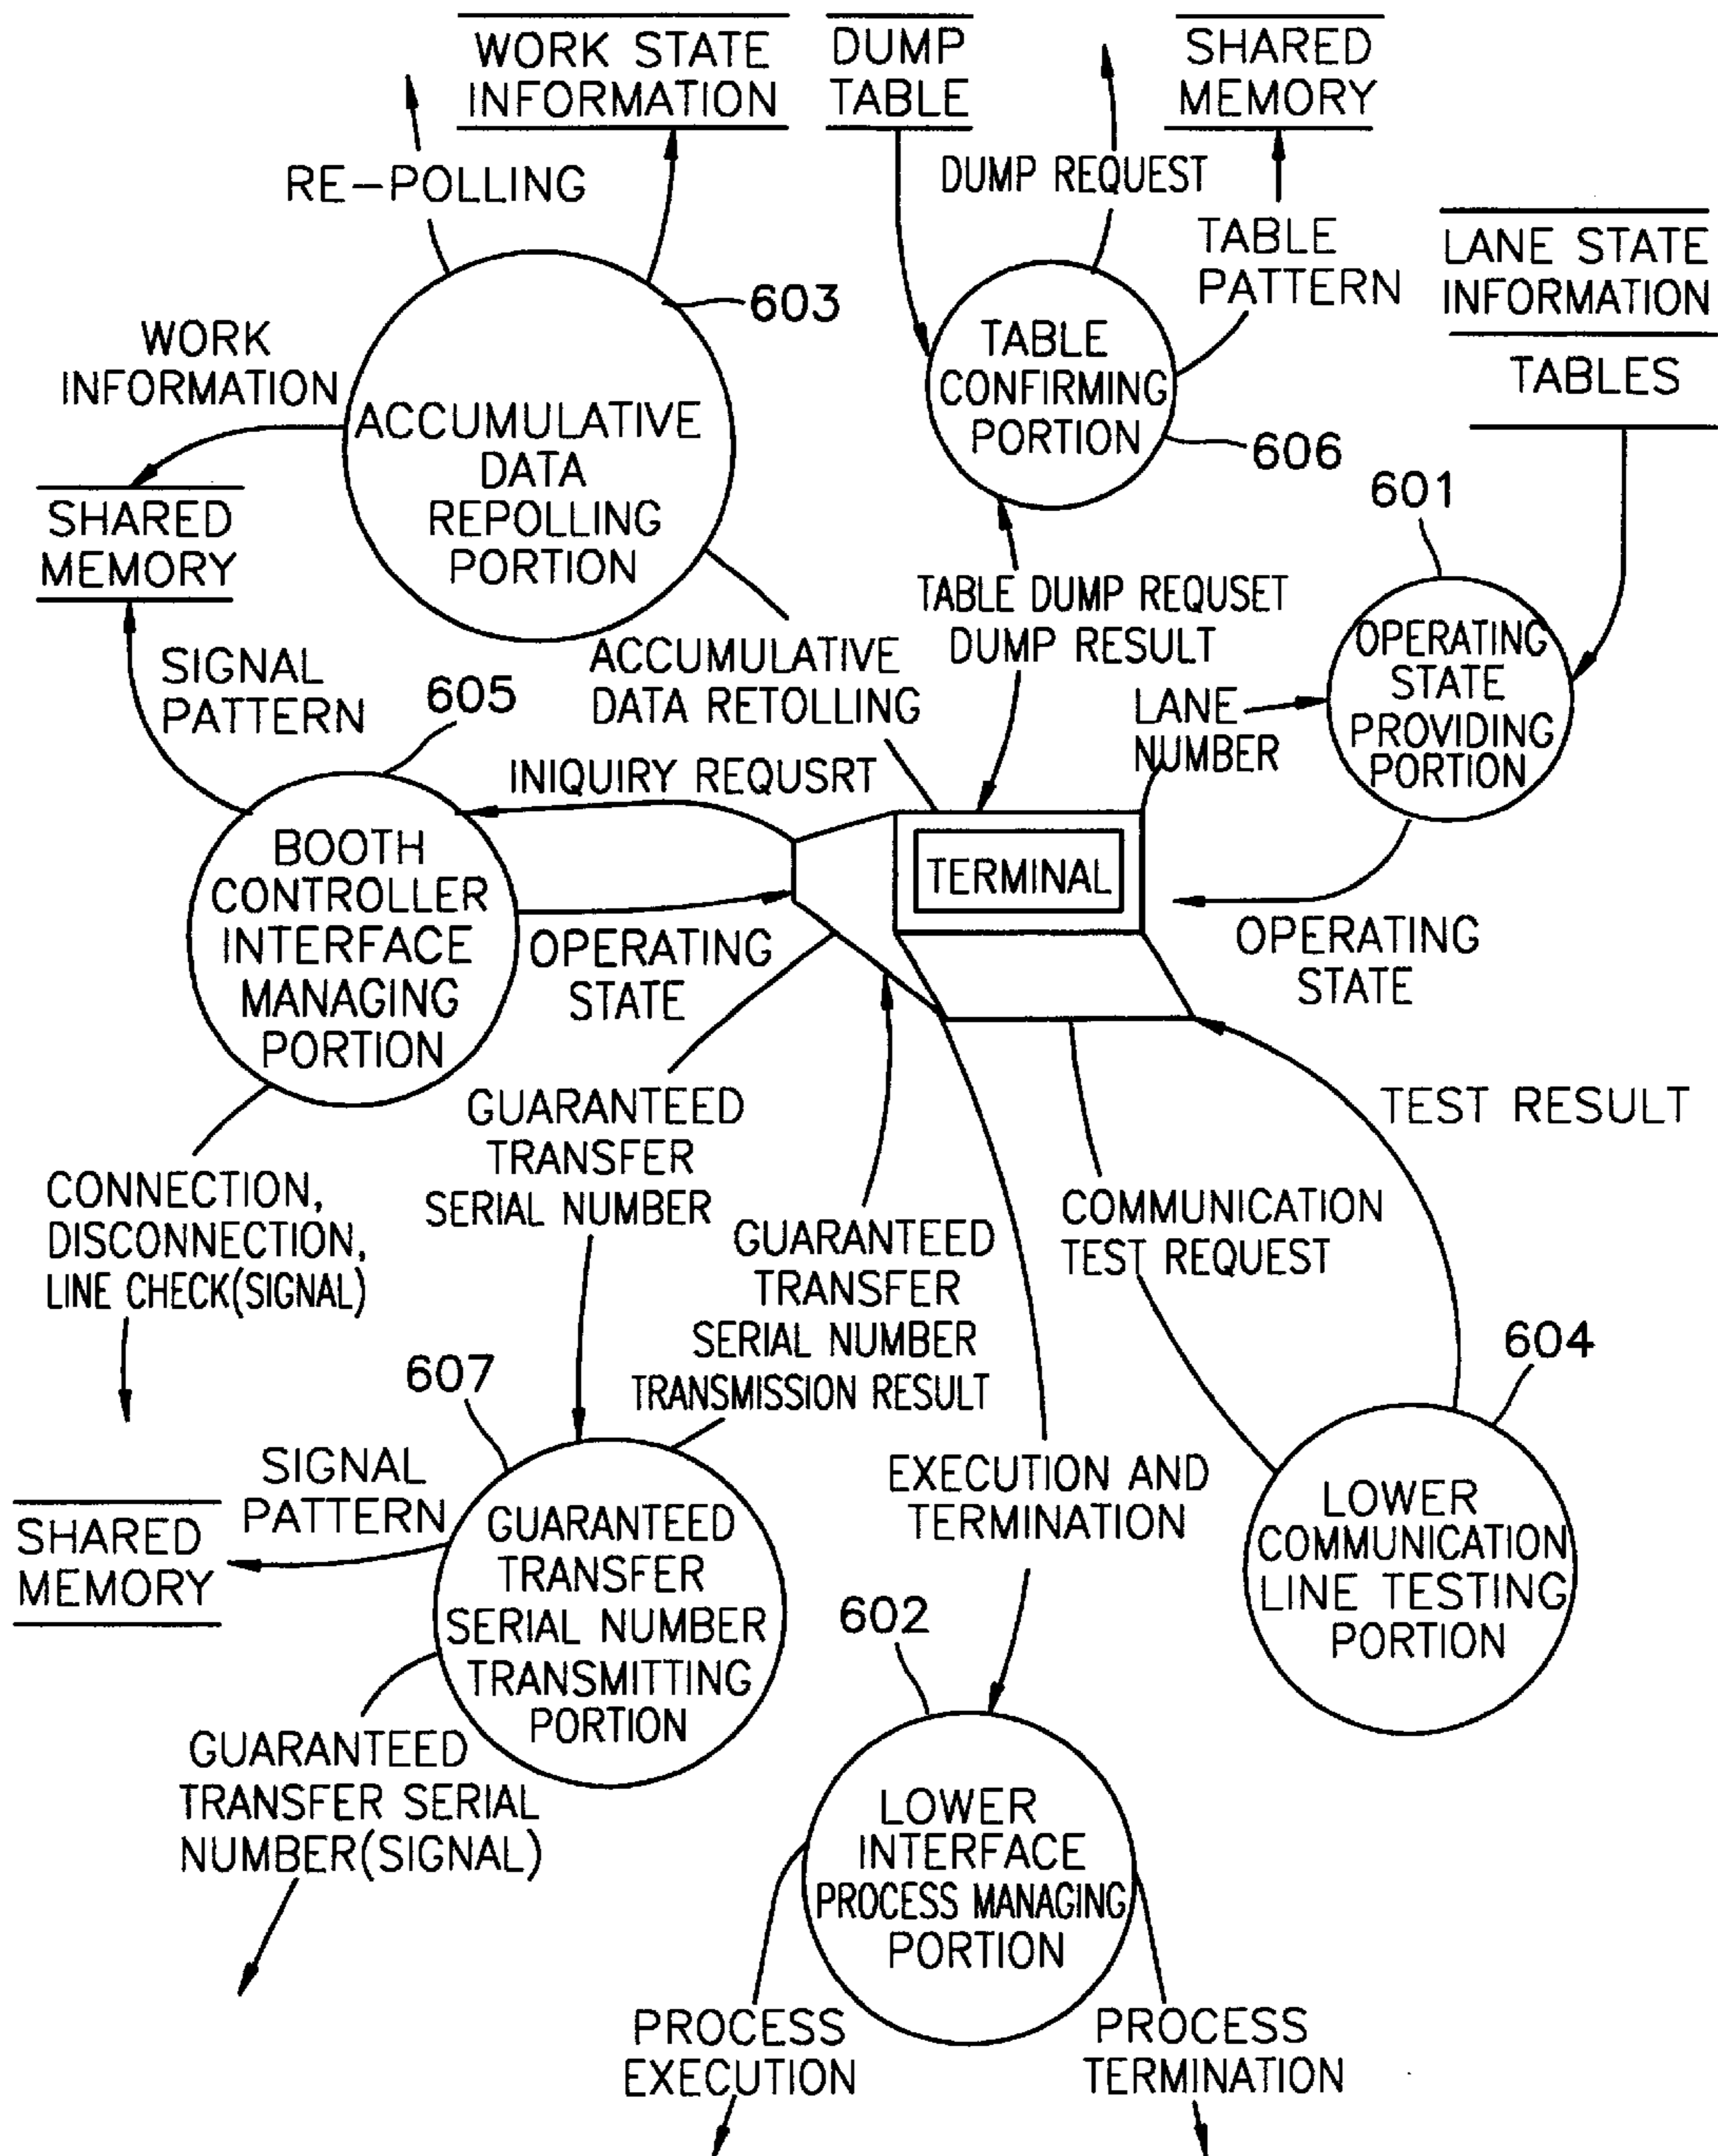 WORK STATE
INFORMATION
DUMP
TABLE
SHARED
MEMORY
RE-POLLING
DUMP REQUEST
TABLE
PATTERN
LANE STATE
INFORMATION
TABLES
603
WORK
INFORMATION
ACCUMULATIVE
DATA
REPOLLING
PORTION
TABLE
CONFIRMING
PORTION
606
601
SHARED
MEMORY
TABLE DUMP REQUSET
DUMP RESULT
OPERATING
STATE
PROVIDING
PORTION
SIGNAL
PATTERN
605
ACCUMULATIVE
DATA RETOLLING
LANE
NUMBER
INIQUIRY REQUSRT
BOOTH
CONTROLLER
INTERFACE
MANAGING
PORTION
TERMINAL
OPERATING
STATE
OPERATING
STATE
GUARANTEED
TRANSFER
SERIAL NUMBER
TEST RESULT
CONNECTION,
DISCONNECTION,
LINE CHECK(SIGNAL)
GUARANTEED
TRANSFER
SERIAL NUMBER
TRANSMISSION RESULT
COMMUNICATION
TEST REQUEST
607
604
SIGNAL
PATTERN
SHARED
MEMORY
GUARANTEED
TRANSFER
SERIAL NUMBER
TRANSMITTING
PORTION
EXECUTION AND
TERMINATION
LOWER
COMMUNICATION
LINE TESTING
PORTION
602
GUARANTEED
TRANSFER SERIAL
NUMBER(SIGNAL)
LOWER
INTERFACE
PROCESS MANAGING
PORTION
PROCESS
EXECUTION
PROCESS
TERMINATION